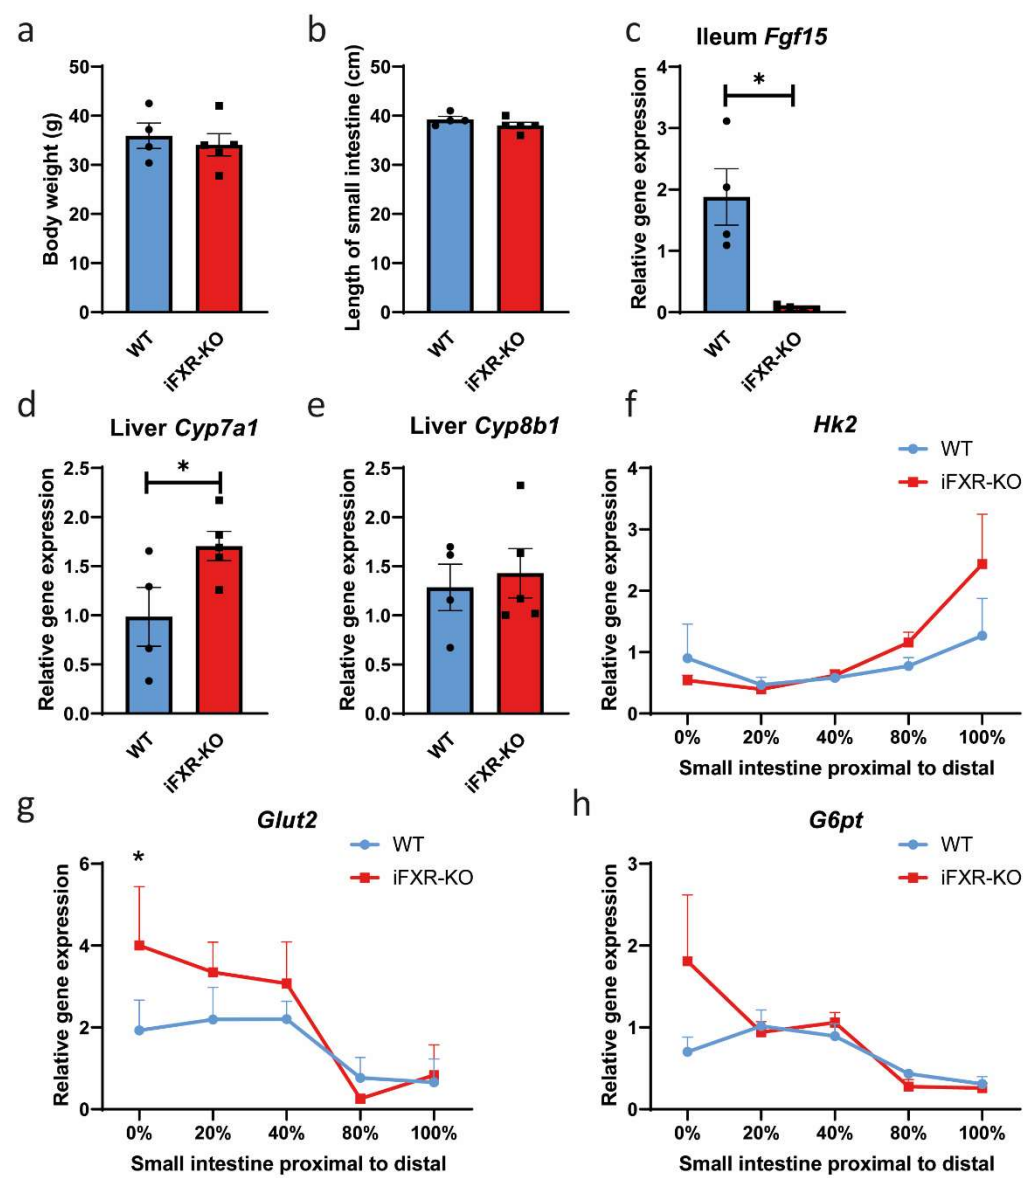 a
Body weight (g)
50
40
30
20
10
0
WT
iFXR-KO
b
Length of small intestine (cm)
50
40
30
20
10
0
WT
iFXR-KO
c
Ileum Fgf15
Relative gene expression
4
3
2
1
0
*
WT
iFXR-KO
d
Liver Cyp7a1
Relative gene expression
2.5
2.0
1.5
1.0
0.5
0.0
*
WT
iFXR-KO
e
Liver Cyp8b1
Relative gene expression
2.5
2.0
1.5
1.0
0.5
0.0
WT
iFXR-KO
f
Hk2
WT
iFXR-KO
Relative gene expression
4
3
2
1
0
0% 20% 40% 80% 100%
Small intestine proximal to distal
g
Glut2
WT
iFXR-KO
*
Relative gene expression
6
4
2
0
0% 20% 40% 80% 100%
Small intestine proximal to distal
h
G6pt
WT
iFXR-KO
Relative gene expression
3
2
1
0
0% 20% 40% 80% 100%
Small intestine proximal to distal